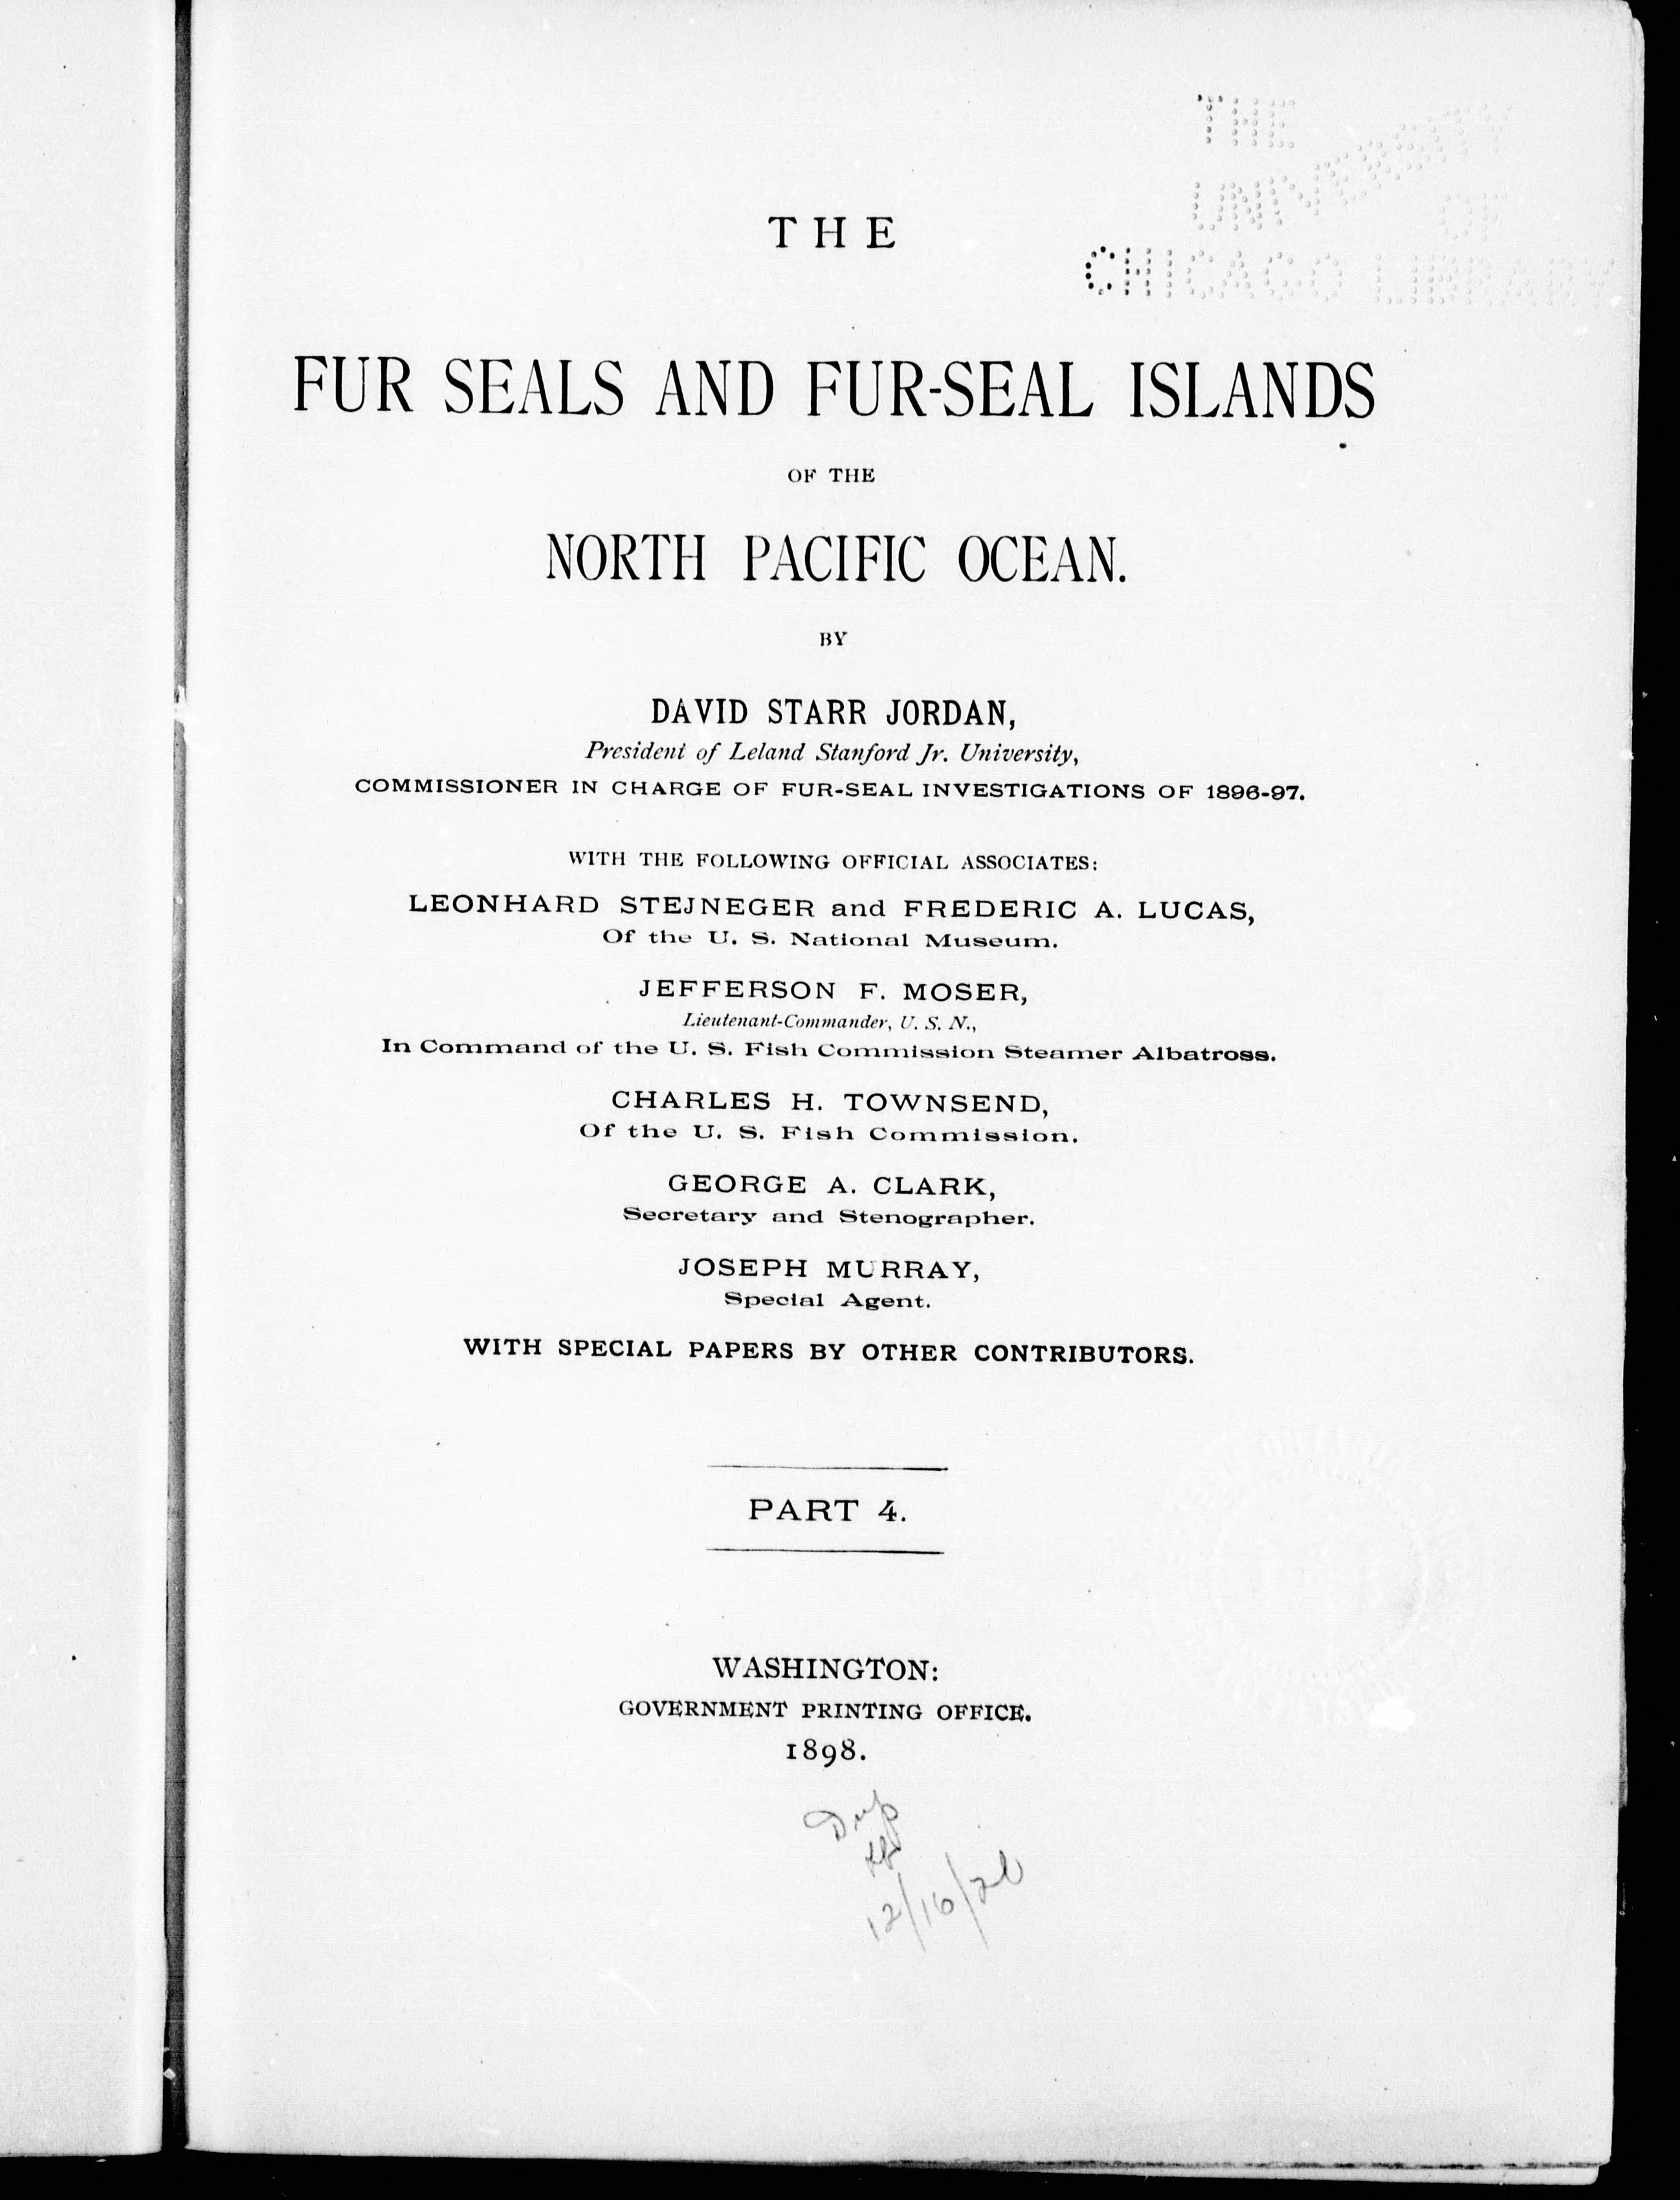 THE
UNIVERSITY
OF
CHICAGO LIBRARY
THE
FUR SEALS AND FUR-SEAL ISLANDS
OF THE
NORTH PACIFIC OCEAN.
BY
DAVID STARR JORDAN,
President of Leland Stanford Jr. University,
COMMISSIONER IN CHARGE OF FUR-SEAL INVESTIGATIONS OF 1896-97.
WITH THE FOLLOWING OFFICIAL ASSOCIATES:
LEONHARD STEJNEGER and FREDERIC A. LUCAS,
Of the U. S. National Museum.
JEFFERSON F. MOSER,
Lieutenant-Commander, U. S. N.,
In Command of the U. S. Fish Commission Steamer Albatross.
CHARLES H. TOWNSEND,
Of the U. S. Fish Commission.
GEORGE A. CLARK,
Secretary and Stenographer.
JOSEPH MURRAY,
Special Agent.
WITH SPECIAL PAPERS BY OTHER CONTRIBUTORS.
PART 4.
WASHINGTON:
GOVERNMENT PRINTING OFFICE.
1898.
Dup